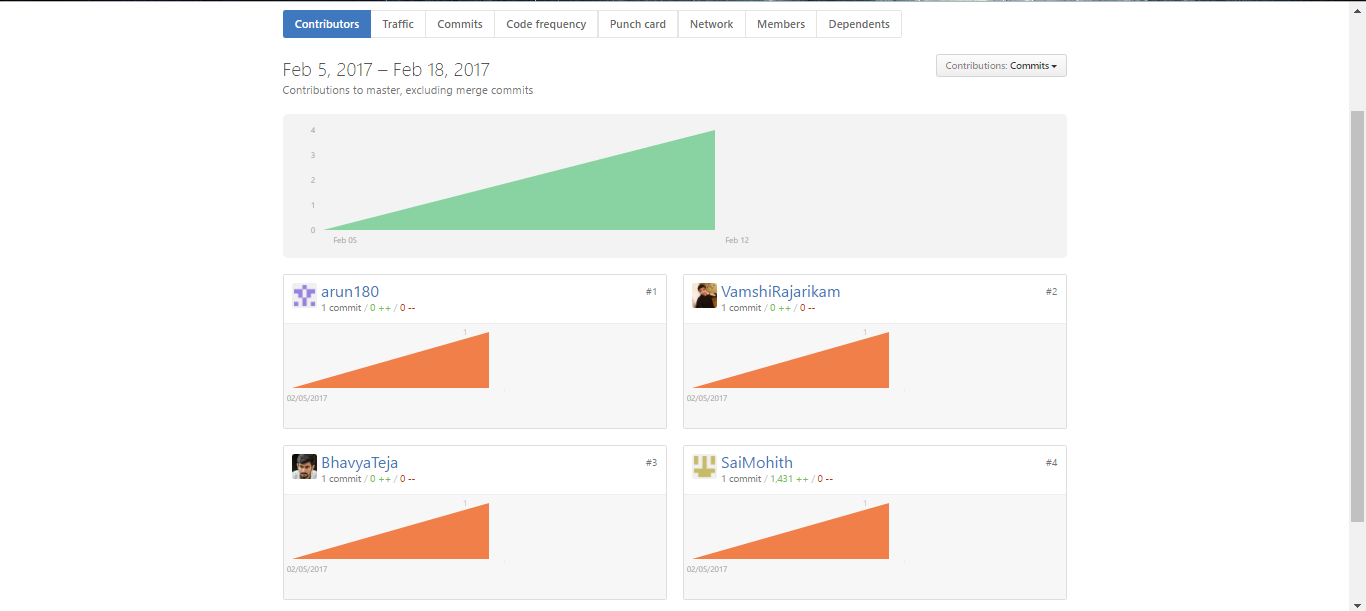 Contributors Traffic Commits Code frequency Punch card Network Members Dependents
Feb 5, 2017 – Feb 18, 2017
Contributions: Commits
Contributions to master, excluding merge commits
4
3
2
1
0
Feb 05 Feb 12
arun180 #1
1 commit / 0 ++ / 0 --
1
02/05/2017
VamshiRajarikam #2
1 commit / 0 ++ / 0 --
1
02/05/2017
BhavyaTeja #3
1 commit / 0 ++ / 0 --
1
02/05/2017
SaiMohith #4
1 commit / 1,431 ++ / 0 --
1
02/05/2017